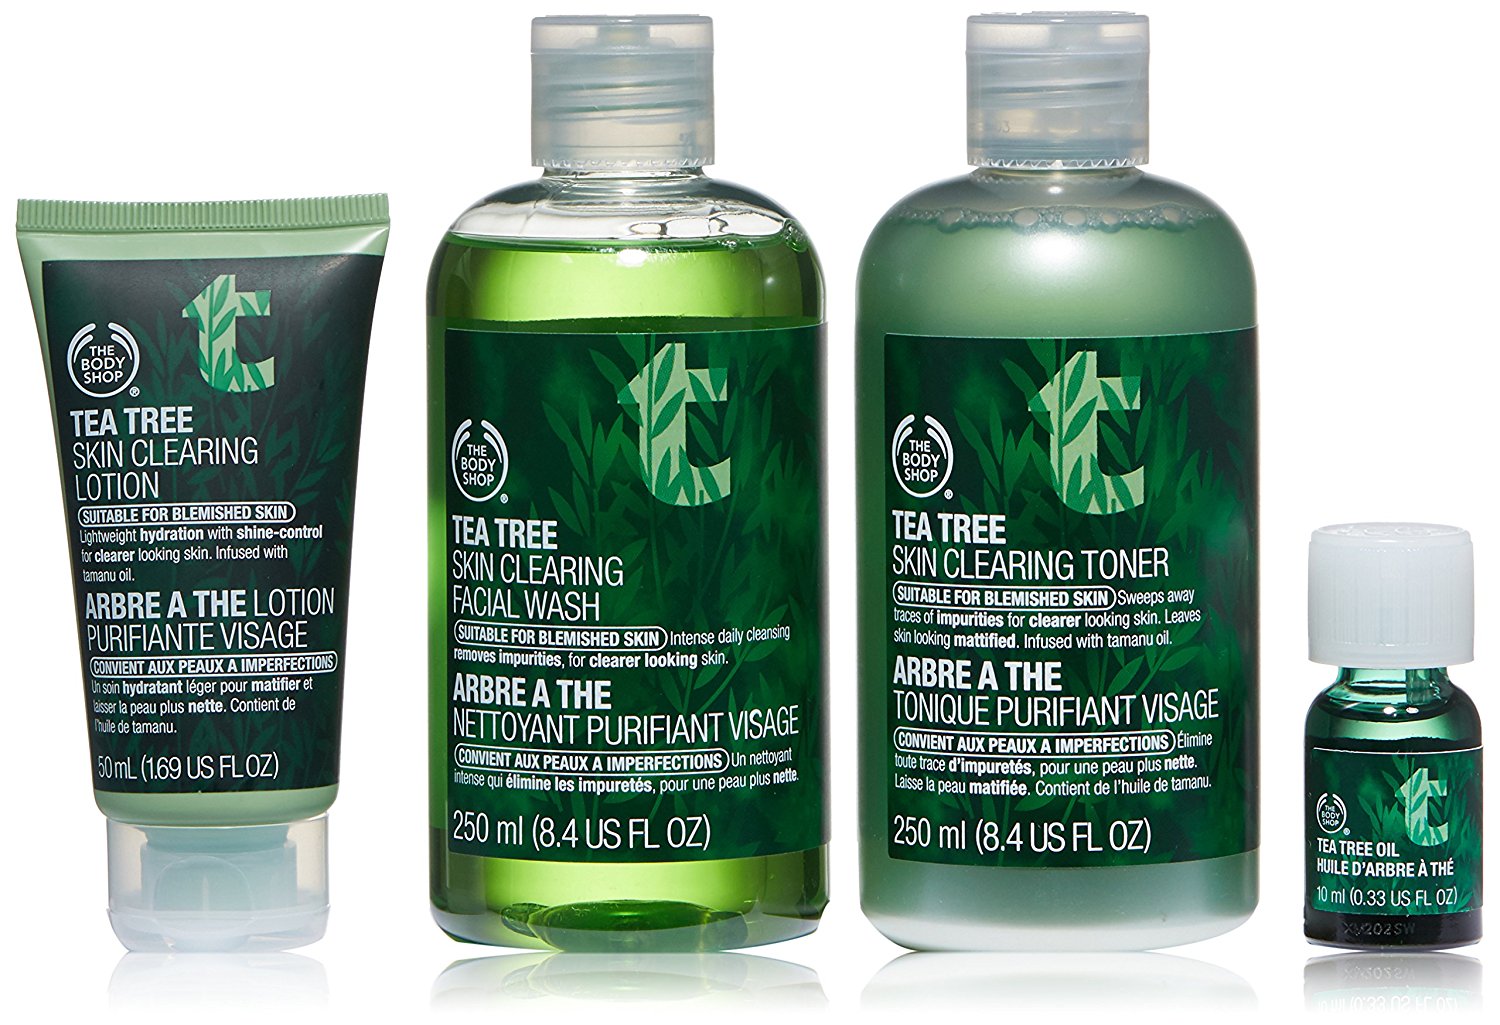 t
THE
BODY
SHOP®
TEA TREE
SKIN CLEARING
LOTION
SUITABLE FOR BLEMISHED SKIN
Lightweight hydration with shine-control
for clearer looking skin. Infused with
tamanu oil.
ARBRE A THE LOTION
PURIFIANTE VISAGE
CONVIENT AUX PEAUX A IMPERFECTIONS
Un soin hydratant léger pour matifier et
laisser la peau plus nette. Contient de
l'huile de tamanu.
50 mL (1.69 US FL OZ)
t
THE
BODY
SHOP®
TEA TREE
SKIN CLEARING
FACIAL WASH
SUITABLE FOR BLEMISHED SKIN Intense daily cleansing
removes impurities, for clearer looking skin.
ARBRE A THE
NETTOYANT PURIFIANT VISAGE
CONVIENT AUX PEAUX A IMPERFECTIONS Un nettoyant
intense qui élimine les impuretés, pour une peau plus nette.
250 ml (8.4 US FL OZ)
t
THE
BODY
SHOP®
TEA TREE
SKIN CLEARING TONER
SUITABLE FOR BLEMISHED SKIN Sweeps away
traces of impurities for clearer looking skin. Leaves
skin looking mattified. Infused with tamanu oil.
ARBRE A THE
TONIQUE PURIFIANT VISAGE
CONVIENT AUX PEAUX A IMPERFECTIONS Élimine
toute trace d'impuretés, pour une peau plus nette.
Laisse la peau matifiée. Contient de l'huile de tamanu.
250 ml (8.4 US FL OZ)
t
THE
BODY
SHOP®
TEA TREE OIL
HUILE D'ARBRE À THÉ
10 ml (0.33 US FL OZ)